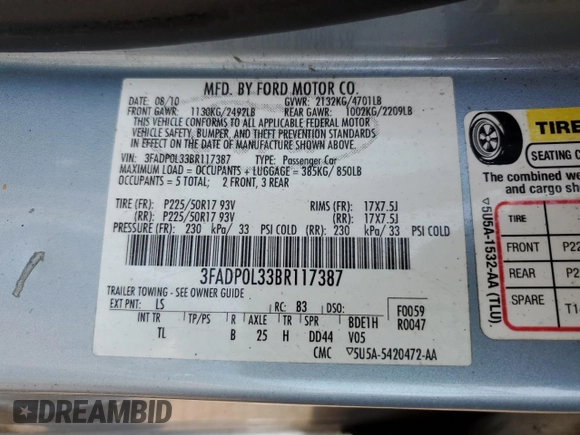 MFD. BY FORD MOTOR CO.
DATE: 08/10 GVWR: 2132KG/4701LB
FRONT GAWR: 1130KG/2492LB REAR GAWR: 1002KG/2209LB
THIS VEHICLE CONFORMS TO ALL APPLICABLE FEDERAL MOTOR
VEHICLE SAFETY, BUMPER, AND THEFT PREVENTION STANDARDS
IN EFFECT ON THE DATE OF MANUFACTURE SHOWN ABOVE.
VIN: 3FADP0L33BR117387 TYPE: Passenger Car
MAXIMUM LOAD = OCCUPANTS + LUGGAGE = 385KG/ 850LB
OCCUPANTS = 5 TOTAL; 2 FRONT, 3 REAR
TIRE (FR): P225/50R17 93V RIMS (FR): 17X7.5J
(RR): P225/50R17 93V (RR): 17X7.5J
PRESSURE (FR): 230 kPa/ 33 PSI COLD (RR): 230 kPa/ 33 PSI COLD
3FADP0L33BR117387
TRAILER TOWING - SEE OWNER GUIDE
EXT PNT: LS RC: B3 DSO: F0059
R0047
INT TR TP/PS R AXLE TR SPR BDE1H
TL B 25 H DD44 V05
CMC ▽5U5A-5420472-AA
TIRE
SEATING
The combined we
and cargo sh
TIRE
FRONT P22
REAR P2
SPARE T1
▽5U5A-1532-AA (TLU)
DREAMBID